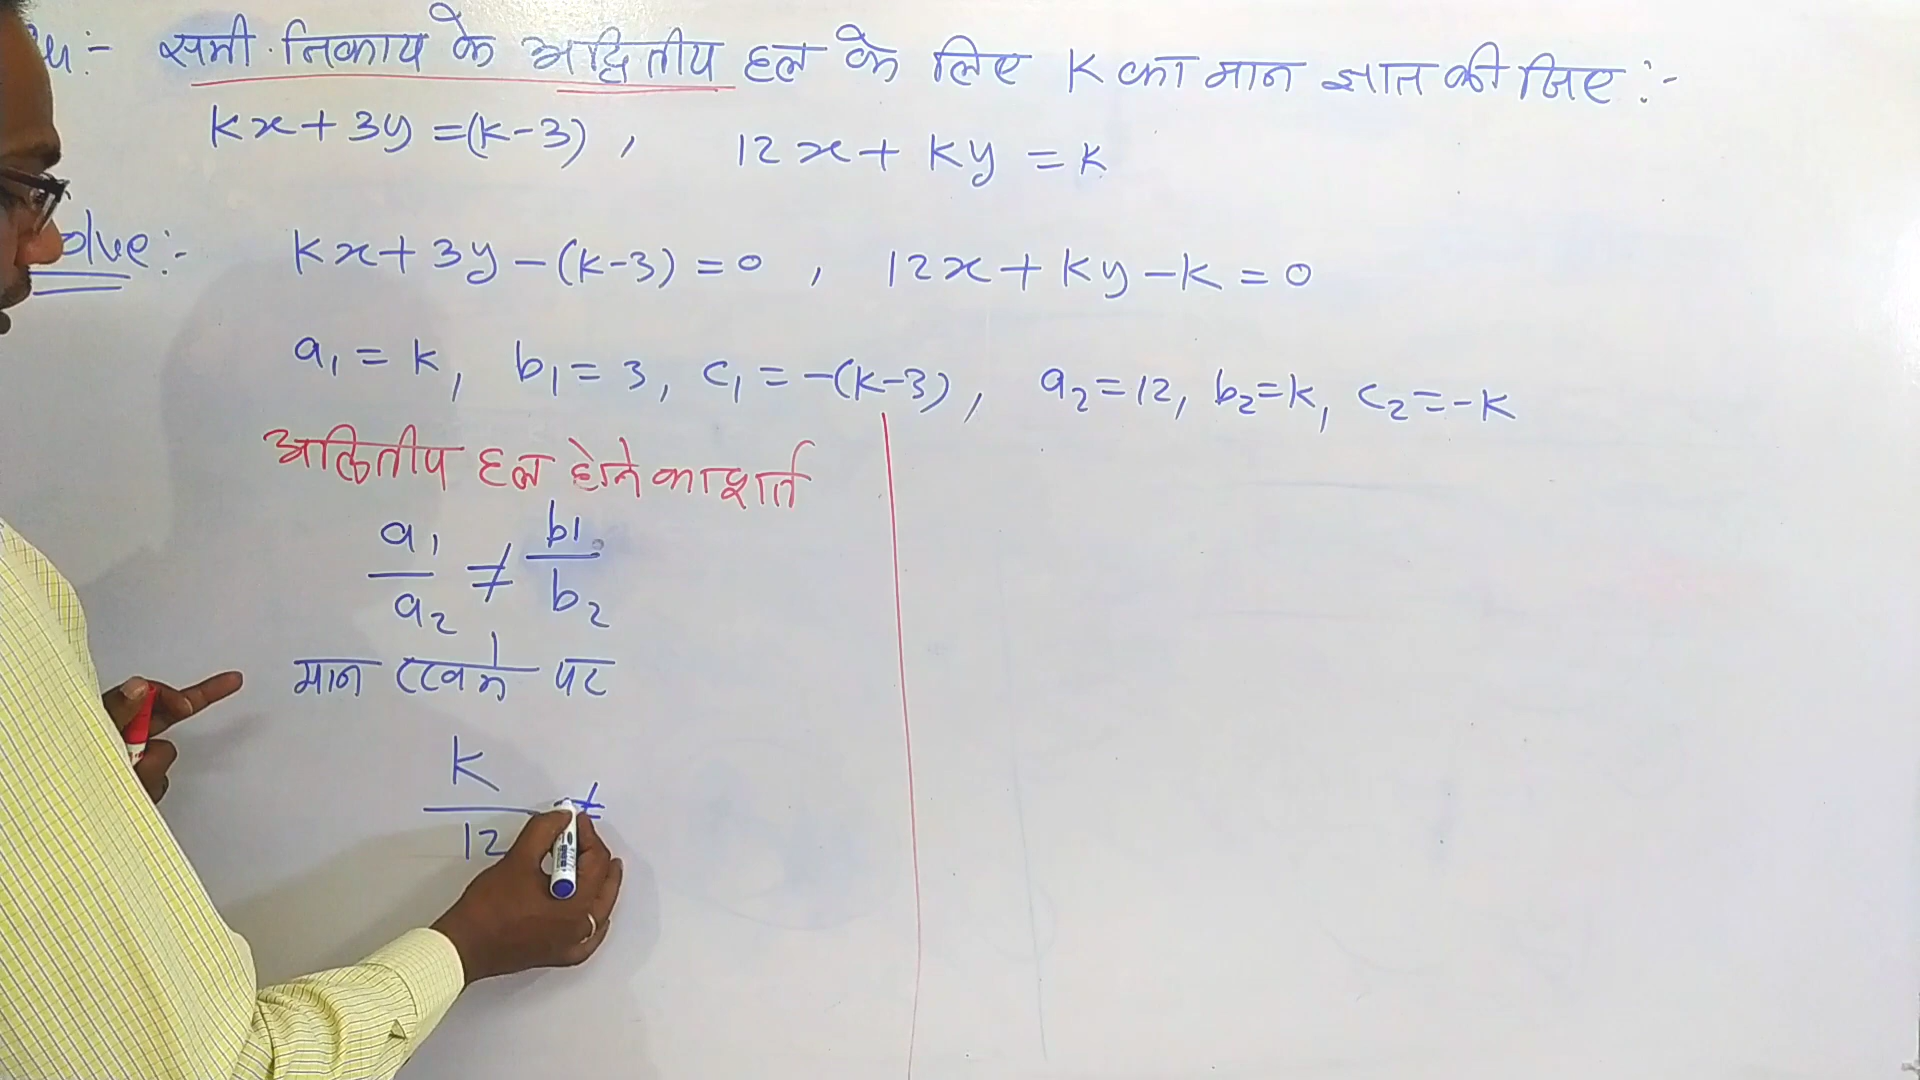 समी. निकाय के अद्वितीय हल के लिए K का मान ज्ञात कीजिए :-
Kx + 3y = (K-3) , 12x + Ky = K
olve :- Kx + 3y - (K-3) = 0 , 12x + Ky - K = 0
a₁ = K, b₁ = 3, c₁ = -(K-3), a₂ = 12, b₂ = K, c₂ = -K
अद्वितीय हल होने का शर्त
a₁/a₂ ≠ b₁/b₂
मान रखने पर
K/12 ≠